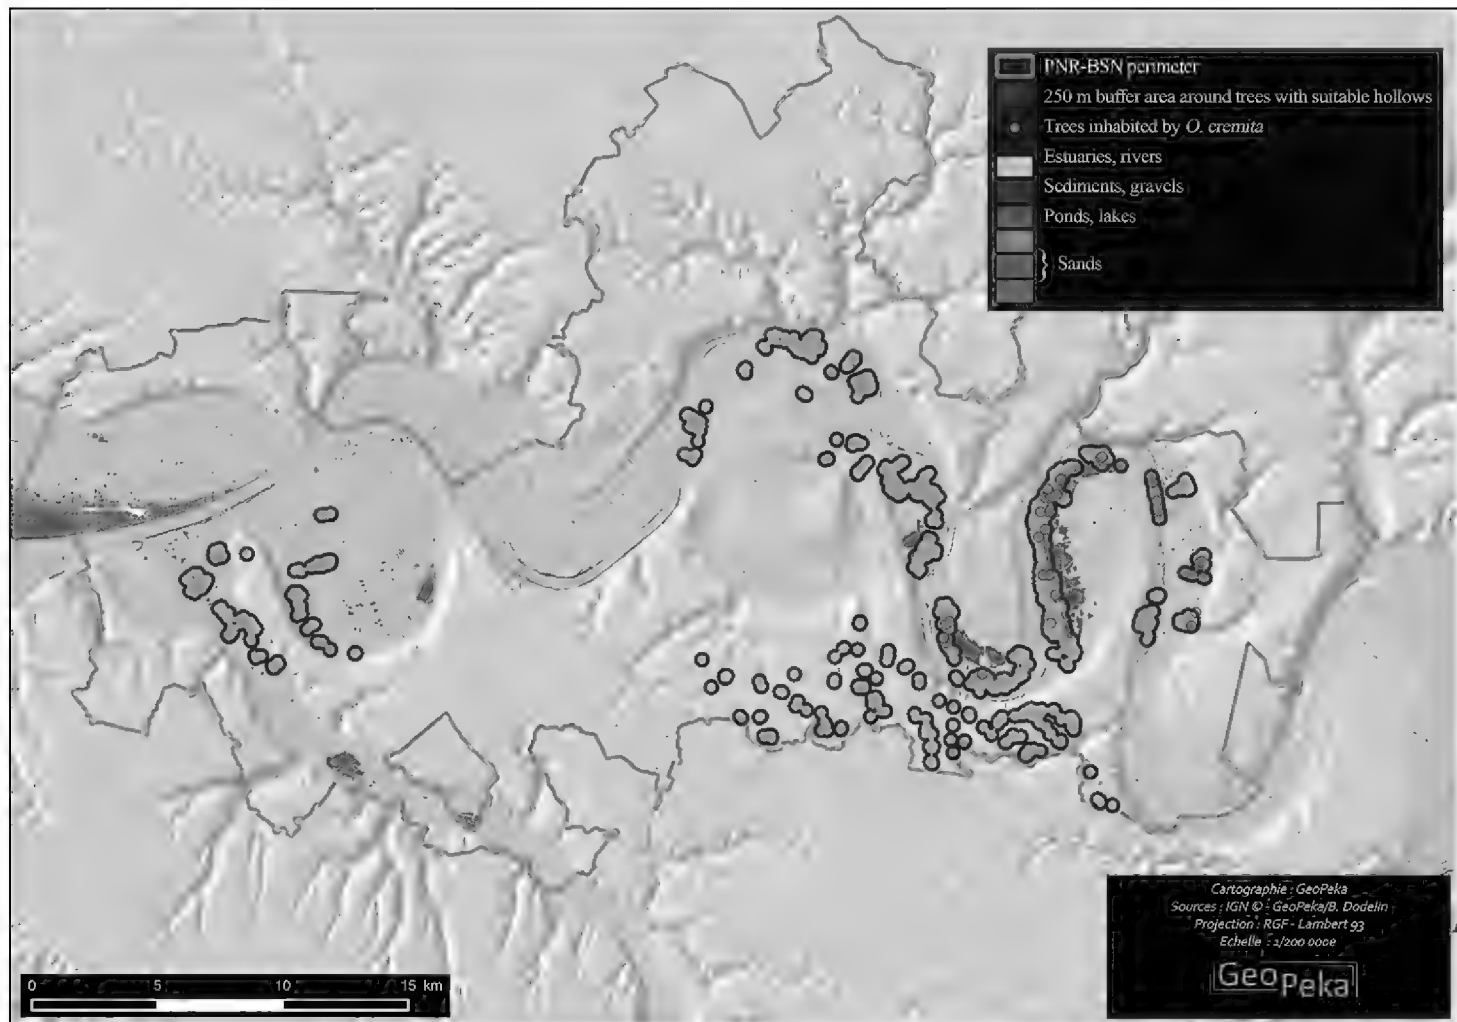 PNR-BSN perimeter
250 m buffer area around trees with suitable hollows
Trees inhabited by O. cremita
Estuaries, rivers
Sediments, gravels
Ponds, lakes
} Sands
Cartographie : GeoPeka
Sources : IGN © - GeoPeka/B. Dodelin
Projection : RGF - Lambert 93
Echelle : 1/200 000e
GeoPeka
0 5 10 15 km